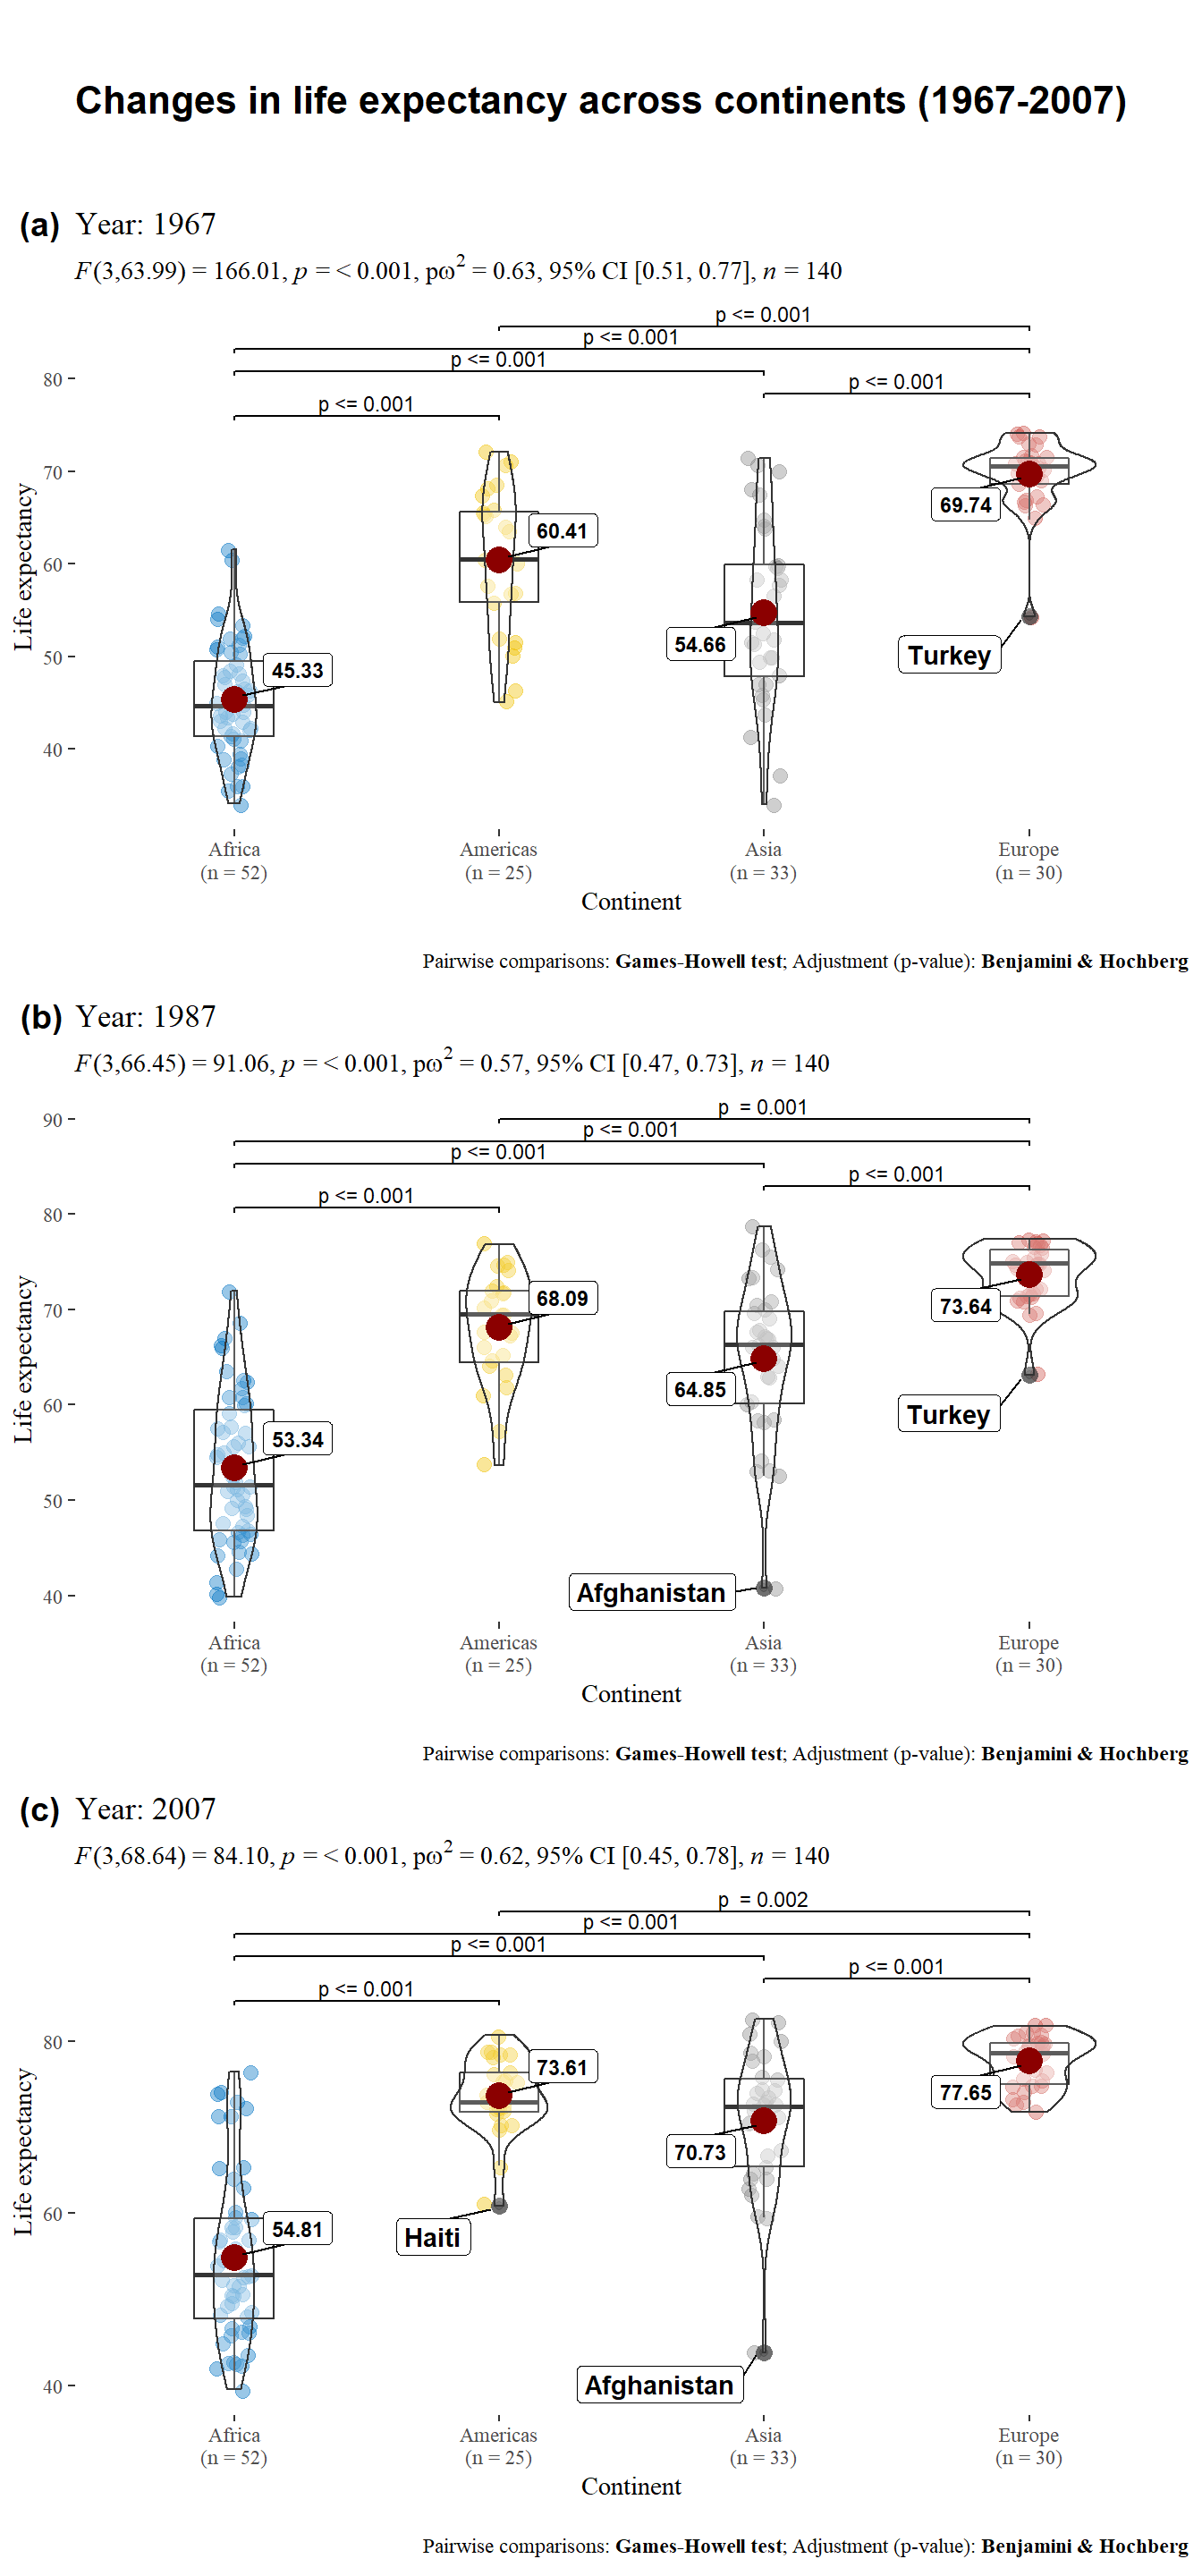 Changes in life expectancy across continents (1967-2007)
(a) Year: 1967
F(3,63.99) = 166.01, p = < 0.001, pω² = 0.63, 95% CI [0.51, 0.77], n = 140
p <= 0.001
p <= 0.001
p <= 0.001
p <= 0.001
p <= 0.001
80
70
60
50
40
Life expectancy
45.33
60.41
54.66
69.74
Turkey
Africa
(n = 52)
Americas
(n = 25)
Asia
(n = 33)
Europe
(n = 30)
Continent
Pairwise comparisons: Games-Howell test; Adjustment (p-value): Benjamini & Hochberg
(b) Year: 1987
F(3,66.45) = 91.06, p = < 0.001, pω² = 0.57, 95% CI [0.47, 0.73], n = 140
p  = 0.001
p <= 0.001
p <= 0.001
p <= 0.001
p <= 0.001
90
80
70
60
50
40
Life expectancy
53.34
68.09
64.85
73.64
Turkey
Afghanistan
Africa
(n = 52)
Americas
(n = 25)
Asia
(n = 33)
Europe
(n = 30)
Continent
Pairwise comparisons: Games-Howell test; Adjustment (p-value): Benjamini & Hochberg
(c) Year: 2007
F(3,68.64) = 84.10, p = < 0.001, pω² = 0.62, 95% CI [0.45, 0.78], n = 140
p  = 0.002
p <= 0.001
p <= 0.001
p <= 0.001
p <= 0.001
80
60
40
Life expectancy
54.81
73.61
70.73
77.65
Haiti
Afghanistan
Africa
(n = 52)
Americas
(n = 25)
Asia
(n = 33)
Europe
(n = 30)
Continent
Pairwise comparisons: Games-Howell test; Adjustment (p-value): Benjamini & Hochberg